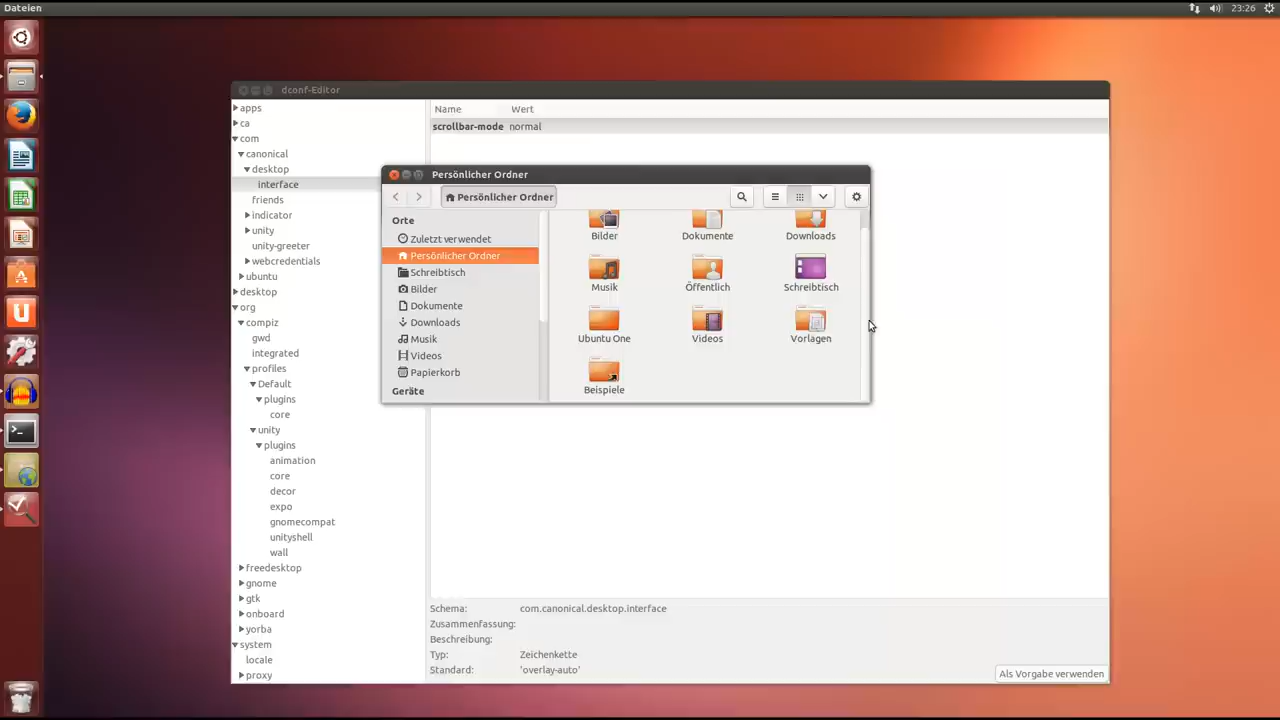 Dateien
23:26
dconf-Editor
apps
ca
com
canonical
desktop
interface
friends
indicator
unity
unity-greeter
webcredentials
ubuntu
desktop
org
compiz
gwd
integrated
profiles
Default
plugins
core
unity
plugins
animation
core
decor
expo
gnomecompat
unityshell
wall
freedesktop
gnome
gtk
onboard
yorba
system
locale
proxy
Name Wert
scrollbar-mode normal
Persönlicher Ordner
Persönlicher Ordner
Orte
Zuletzt verwendet
Persönlicher Ordner
Schreibtisch
Bilder
Dokumente
Downloads
Musik
Videos
Papierkorb
Geräte
Bilder Dokumente Downloads
Musik Öffentlich Schreibtisch
Ubuntu One Videos Vorlagen
Beispiele
Schema: com.canonical.desktop.interface
Zusammenfassung:
Beschreibung:
Typ: Zeichenkette
Standard: 'overlay-auto'
Als Vorgabe verwenden